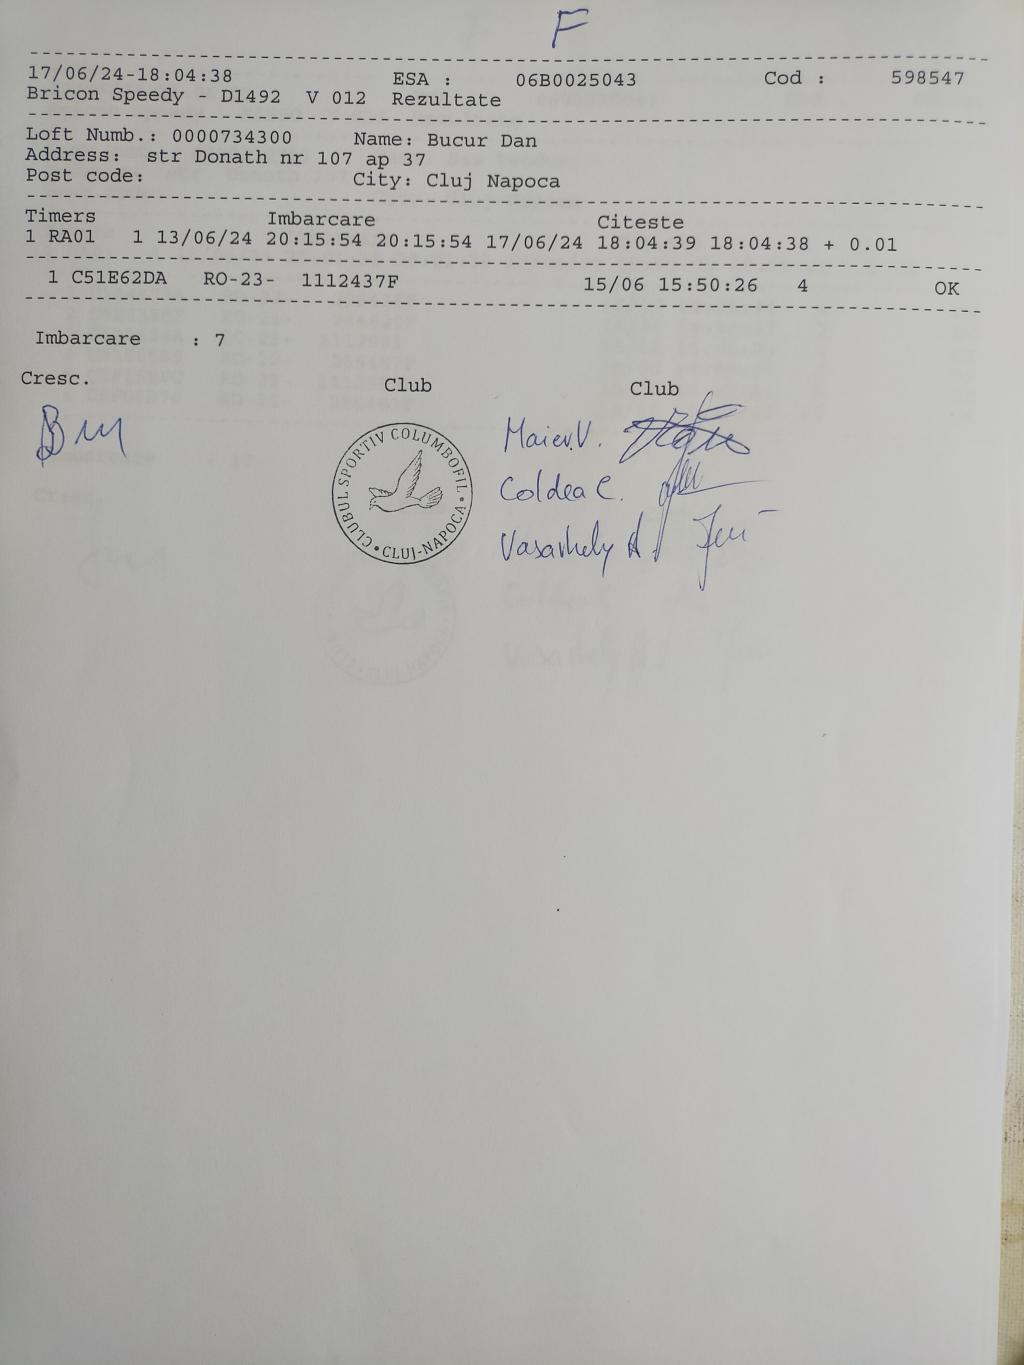 F
17/06/24-18:04:38 ESA : 06B0025043 Cod : 598547
Bricon Speedy - D1492 V 012 Rezultate
Loft Numb.: 0000734300 Name: Bucur Dan
Address: str Donath nr 107 ap 37
Post code: City: Cluj Napoca
Timers Imbarcare Citeste
1 RA01 1 13/06/24 20:15:54 20:15:54 17/06/24 18:04:39 18:04:38 + 0.01
1 C51E62DA RO-23- 1112437F 15/06 15:50:26 4 OK
Imbarcare : 7
Cresc. Club Club
CLUBUL SPORTIV COLUMBOFIL • CLUJ-NAPOCA •
Maier V.
Coldea C.
Vasarhely A